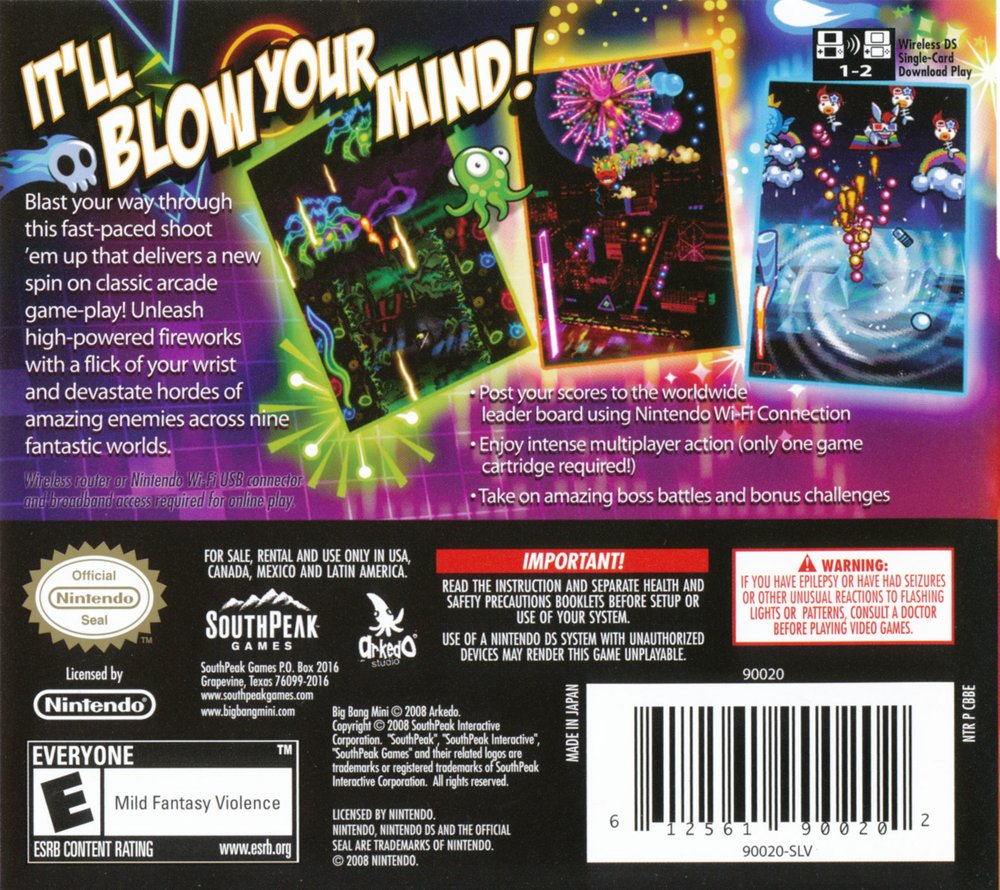 IT'LL
BLOW YOUR
MIND!
Wireless DS
Single-Card
Download Play
1-2
Blast your way through
this fast-paced shoot
'em up that delivers a new
spin on classic arcade
game-play! Unleash
high-powered fireworks
with a flick of your wrist
and devastate hordes of
amazing enemies across nine
fantastic worlds.
Wireless router or Nintendo Wi-Fi USB connector
and broadband access required for online play.
• Post your scores to the worldwide
leader board using Nintendo Wi-Fi Connection
• Enjoy intense multiplayer action (only one game
cartridge required!)
• Take on amazing boss battles and bonus challenges
Official
Nintendo
Seal
TM
Licensed by
Nintendo®
EVERYONE
TM
E
Mild Fantasy Violence
ESRB CONTENT RATING
www.esrb.org
FOR SALE, RENTAL AND USE ONLY IN USA,
CANADA, MEXICO AND LATIN AMERICA.
SOUTHPEAK
GAMES
arkedo
studio
SouthPeak Games P.O. Box 2016
Grapevine, Texas 76099-2016
www.southpeakgames.com
www.bigbangmini.com
Big Bang Mini © 2008 Arkedo.
Copyright © 2008 SouthPeak Interactive
Corporation. "SouthPeak", "SouthPeak Interactive",
"SouthPeak Games" and their related logos are
trademarks or registered trademarks of SouthPeak
Interactive Corporation. All rights reserved.
LICENSED BY NINTENDO.
NINTENDO, NINTENDO DS AND THE OFFICIAL
SEAL ARE TRADEMARKS OF NINTENDO.
© 2008 NINTENDO.
IMPORTANT!
READ THE INSTRUCTION AND SEPARATE HEALTH AND
SAFETY PRECAUTIONS BOOKLETS BEFORE SETUP OR
USE OF YOUR SYSTEM.
USE OF A NINTENDO DS SYSTEM WITH UNAUTHORIZED
DEVICES MAY RENDER THIS GAME UNPLAYABLE.
WARNING:
IF YOU HAVE EPILEPSY OR HAVE HAD SEIZURES
OR OTHER UNUSUAL REACTIONS TO FLASHING
LIGHTS OR PATTERNS, CONSULT A DOCTOR
BEFORE PLAYING VIDEO GAMES.
90020
MADE IN JAPAN
NTR P CBBE
6 12561 90020 2
90020-SLV